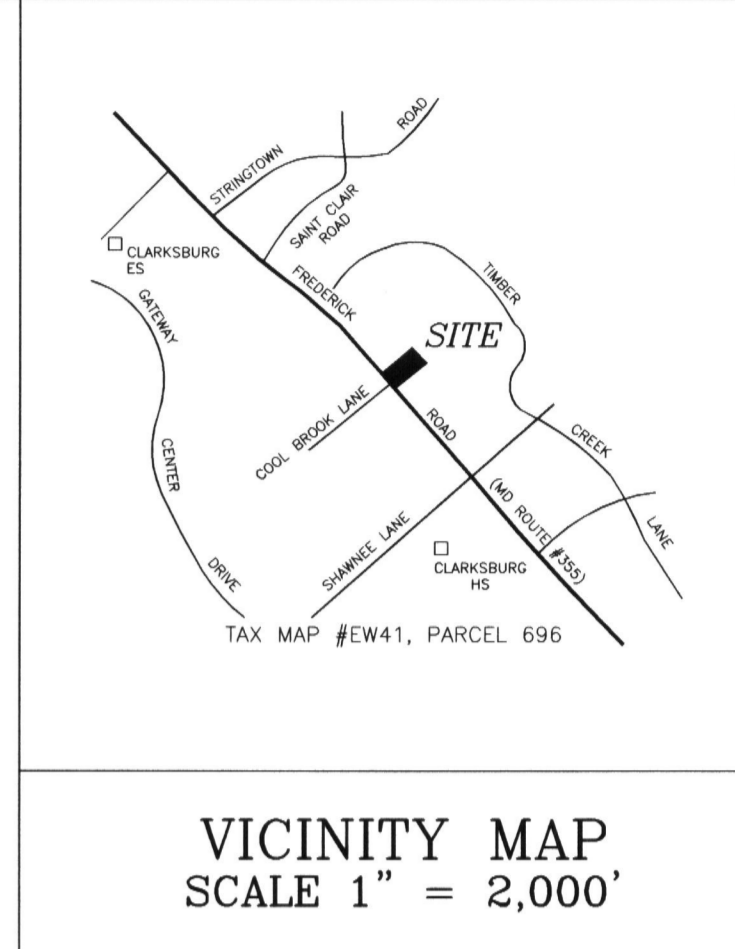 STRINGTOWN ROAD
SAINT CLAIR
ROAD
CLARKSBURG
ES
FREDERICK
ROAD
(MD ROUTE #355)
TIMBER
CREEK
LANE
GATEWAY
CENTER
DRIVE
SITE
COOL BROOK LANE
SHAWNEE LANE
CLARKSBURG
HS
TAX MAP #EW41, PARCEL 696
VICINITY MAP
SCALE 1" = 2,000'